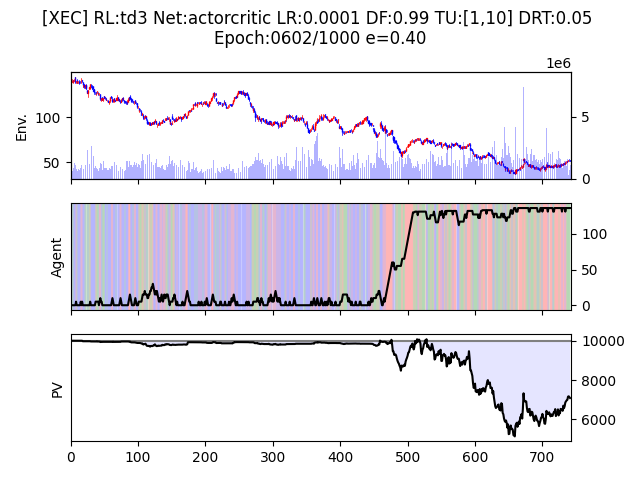 [XEC] RL:td3 Net:actorcritic LR:0.0001 DF:0.99 TU:[1,10] DRT:0.05
Epoch:0602/1000 e=0.40
1e6
Env.
100
50
5
0
Agent
100
50
0
PV
10000
8000
6000
0 100 200 300 400 500 600 700